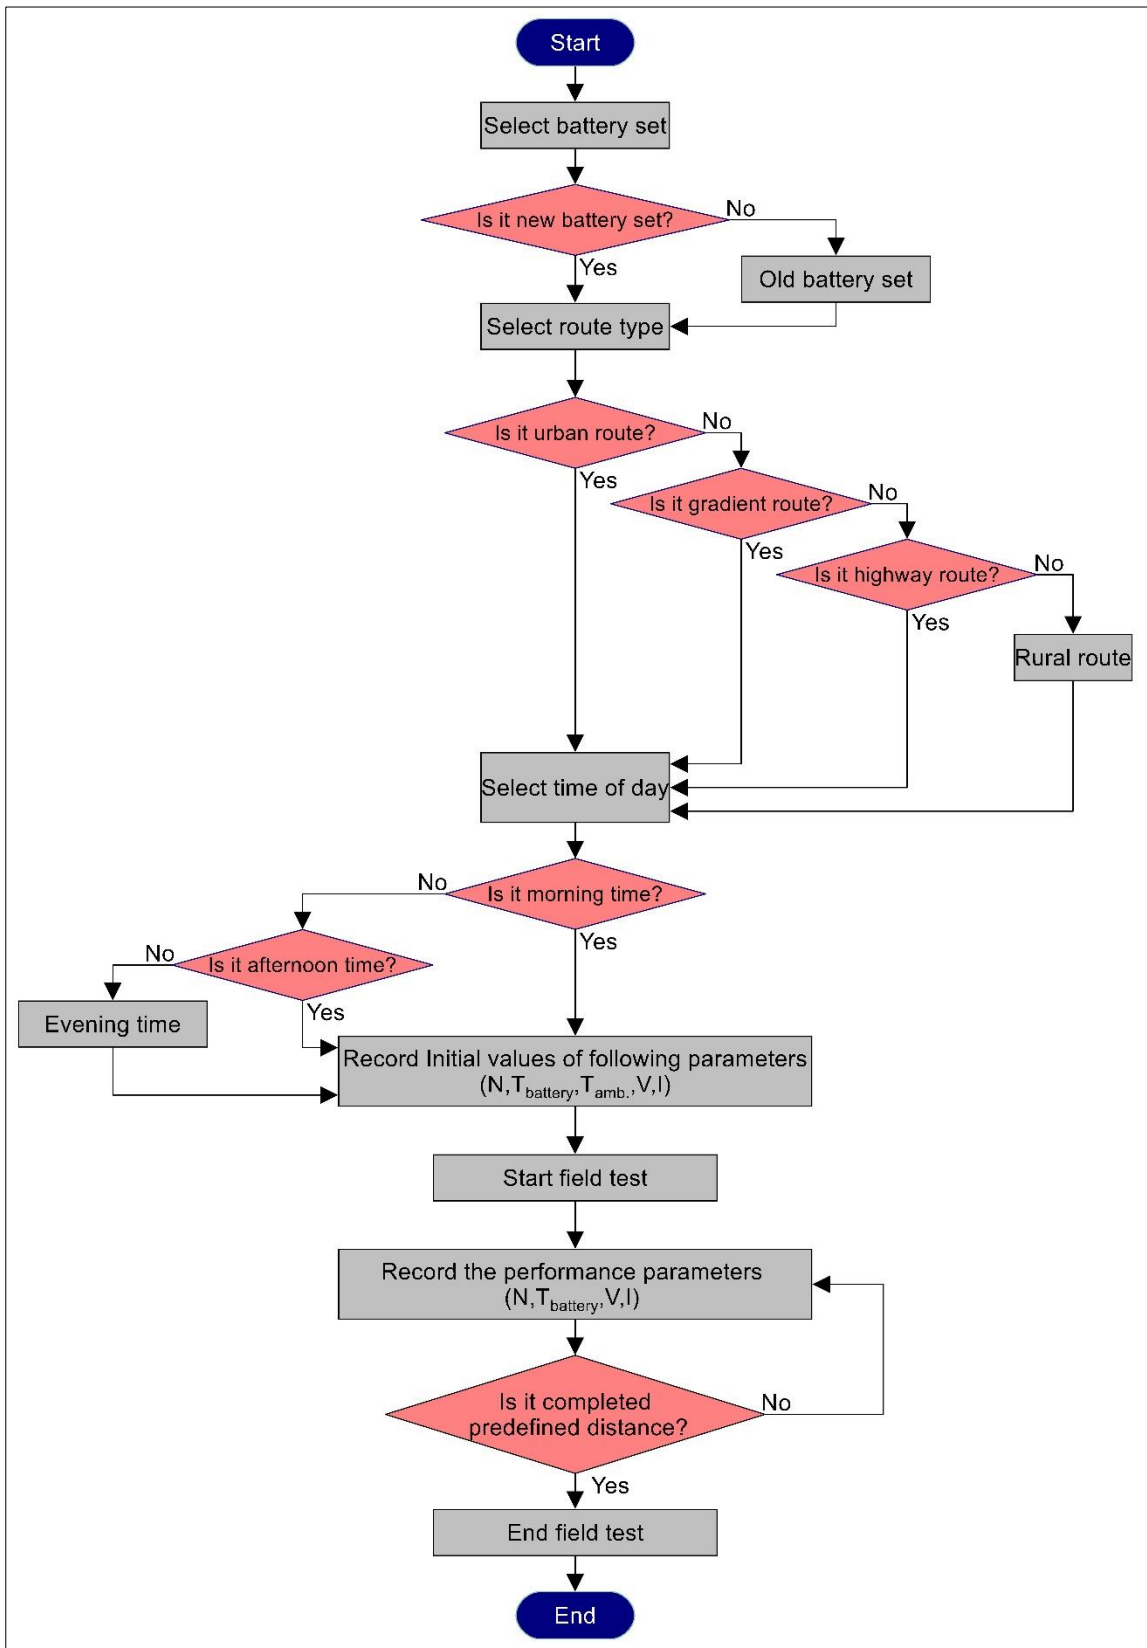 Start
Select battery set
Is it new battery set?
No
Yes
Old battery set
Select route type
Is it urban route?
No
Yes
Is it gradient route?
No
Yes
Is it highway route?
No
Yes
Rural route
Select time of day
Is it morning time?
No
Yes
Is it afternoon time?
No
Yes
Evening time
Record Initial values of following parameters
(N,Tbattery,Tamb.,V,I)
Start field test
Record the performance parameters
(N,Tbattery,V,I)
Is it completed
predefined distance?
No
Yes
End field test
End